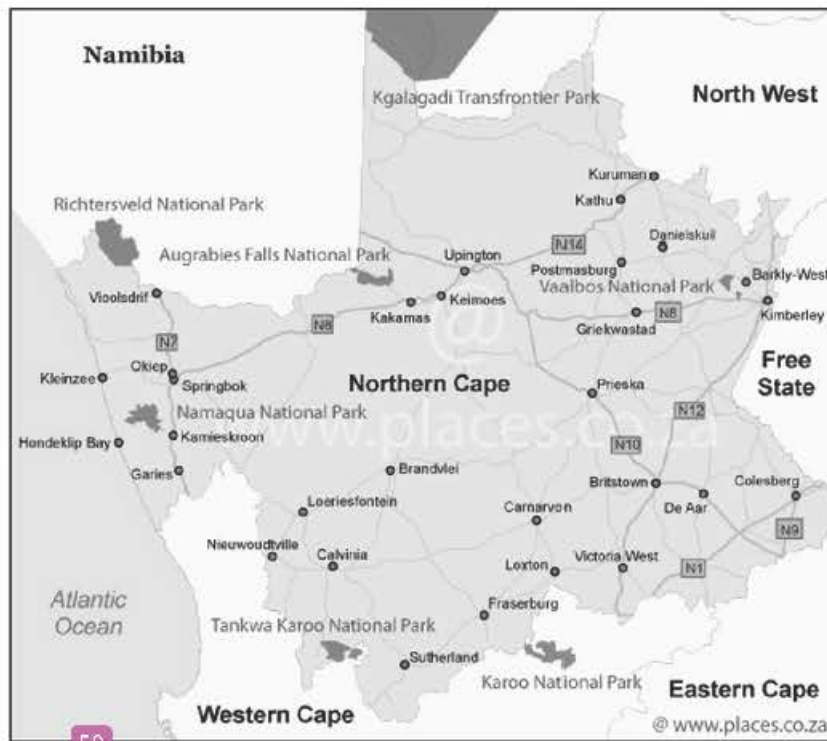 Namibia
Kgalagadi Transfrontier Park
North West
Kuruman
Kathu
Richtersveld National Park
N14
Danielskuil
Augrabies Falls National Park
Upington
Postmasburg
Barkly-West
Vaalbos National Park
Vioolsdrif
Keimoes
Kakamas
Kimberley
N8
Griekwastad
N8
@
N7
Okiep
Free
State
Kleinzee
Springbok
Northern Cape
Prieska
Namaqua National Park
N12
www.places.co.za
Hondeklip Bay
Kamieskroon
N10
Garies
Brandvlei
Britstown
Colesberg
De Aar
Loeriesfontein
Carnarvon
N9
Nieuwoudtville
Calvinia
Loxton
Victoria West
N1
Atlantic
Ocean
Fraserburg
Tankwa Karoo National Park
Sutherland
Karoo National Park
Eastern Cape
Western Cape
@ www.places.co.za